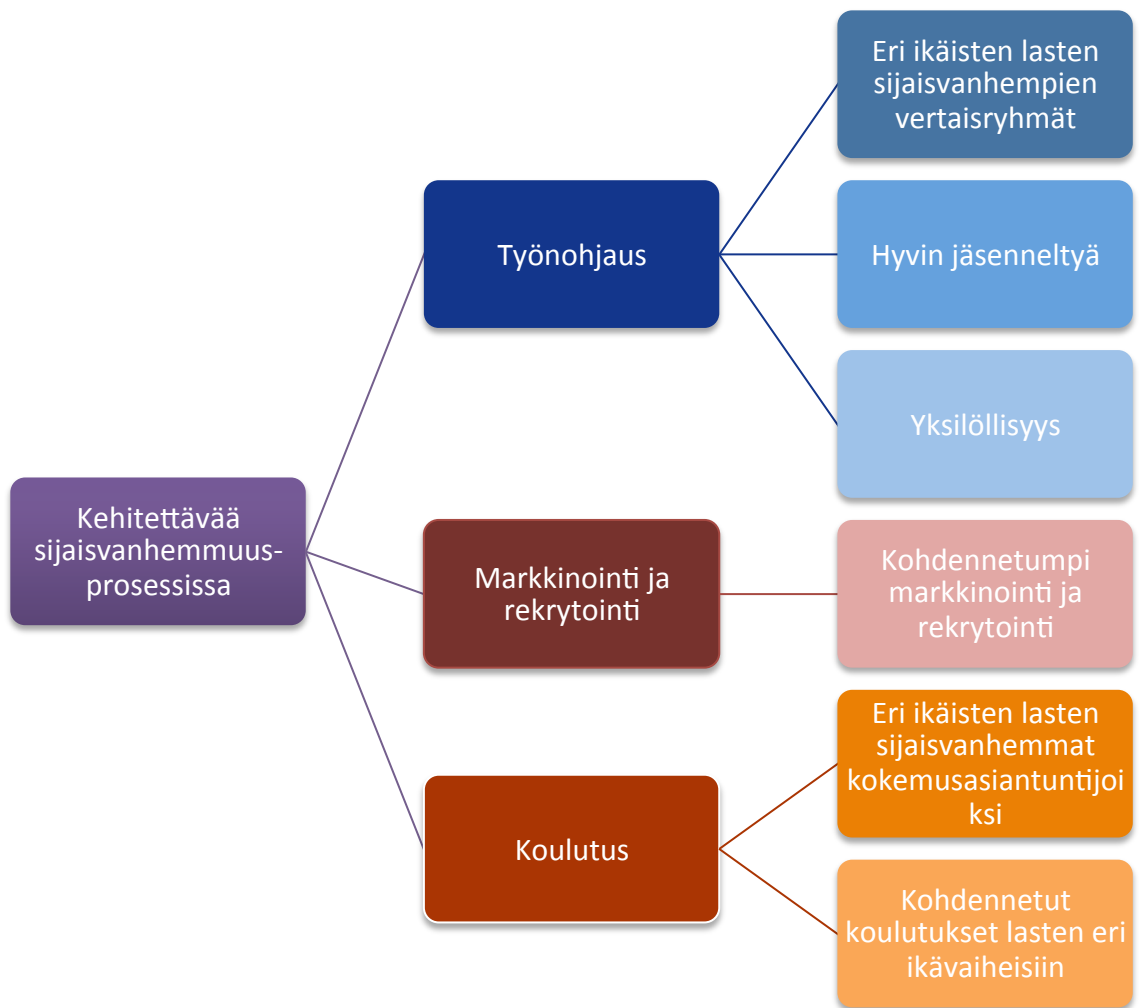 Kehitettävää
sijaisvanhemmuus-
prosessissa
Työnohjaus
Eri ikäisten lasten
sijaisvanhempien
vertaisryhmät
Hyvin jäsenneltyä
Yksilöllisyys
Markkinointi ja
rekrytointi
Kohdennetumpi
markkinointi ja
rekrytointi
Koulutus
Eri ikäisten lasten
sijaisvanhemmat
kokemusasiantuntijoi
ksi
Kohdennetut
koulutukset lasten eri
ikävaiheisiin